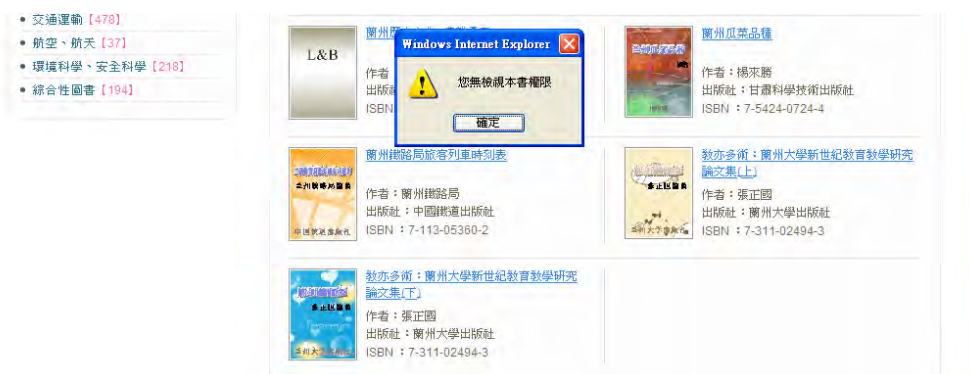 交通運輸【478】
航空、航天【37】
環境科學、安全科學【218】
綜合性圖書【194】
L&B
蘭州
作者
出版
ISBN
Windows Internet Explorer
您無檢視本書權限
確定
蘭州瓜菜品種
作者：楊來勝
出版社：甘肅科學技術出版社
ISBN：7-5424-0724-4
蘭州鐵路局旅客列車時刻表
作者：蘭州鐵路局
出版社：中國鐵道出版社
ISBN：7-113-05360-2
教亦多術：蘭州大學新世紀教育教學研究
論文集(上)
作者：張正國
出版社：蘭州大學出版社
ISBN：7-311-02494-3
教亦多術：蘭州大學新世紀教育教學研究
論文集(下)
作者：張正國
出版社：蘭州大學出版社
ISBN：7-311-02494-3